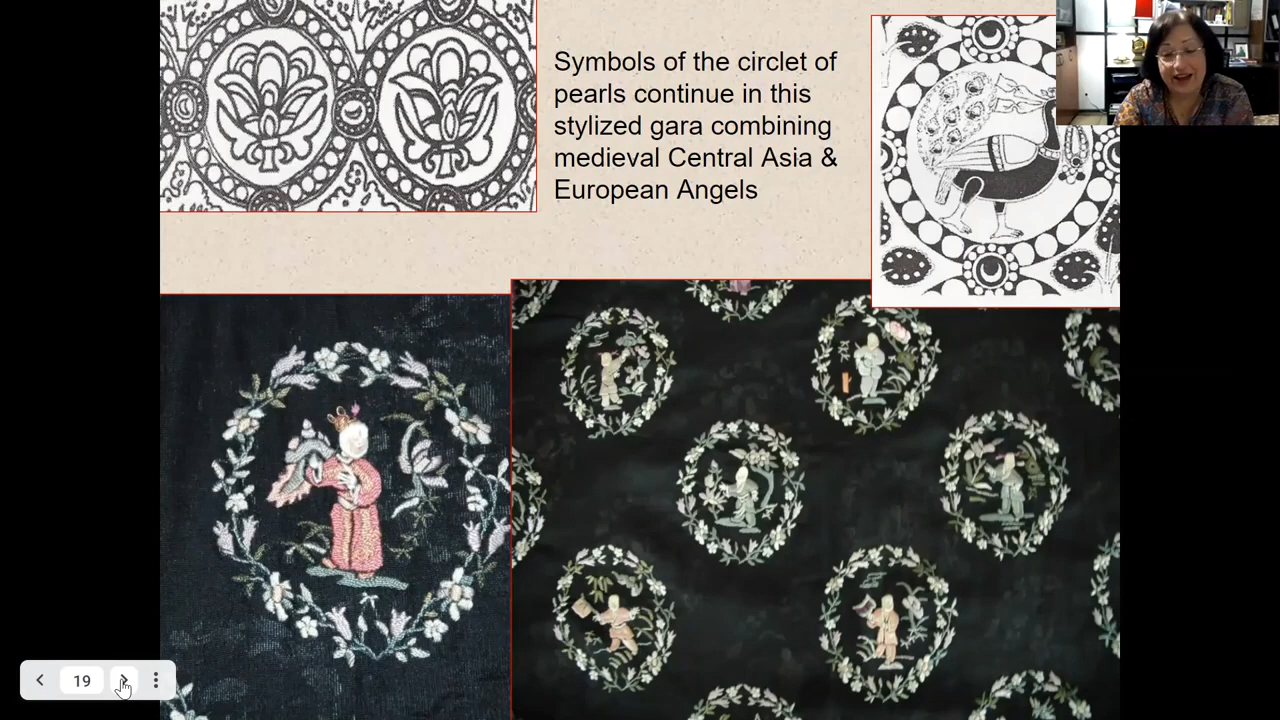 Symbols of the circlet of
pearls continue in this
stylized gara combining
medieval Central Asia &
European Angels
19